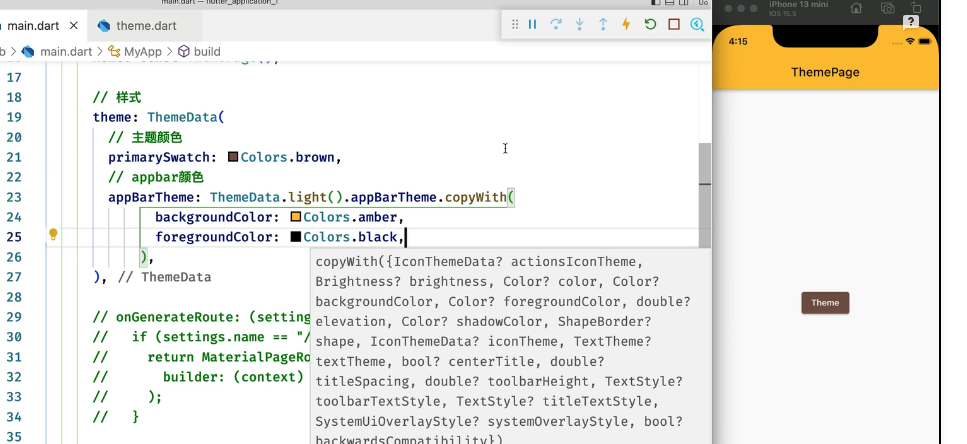 main.dart — flutter_application_1
main.dart × theme.dart
b > main.dart > MyApp > build
17
18 // 样式
19 theme: ThemeData(
20 // 主题颜色
21 primarySwatch: Colors.brown,
22 // appbar颜色
23 appBarTheme: ThemeData.light().appBarTheme.copyWith(
24 backgroundColor: Colors.amber,
25 foregroundColor: Colors.black,
26 ),
27 ), // ThemeData
28
29 // onGenerateRoute: (setting
30 // if (settings.name == "/
31 // return MaterialPageRo
32 // builder: (context)
33 // );
34 // }
35
copyWith({IconThemeData? actionsIconTheme,
Brightness? brightness, Color? color, Color?
backgroundColor, Color? foregroundColor, double?
elevation, Color? shadowColor, ShapeBorder?
shape, IconThemeData? iconTheme, TextTheme?
textTheme, bool? centerTitle, double?
titleSpacing, double? toolbarHeight, TextStyle?
toolbarTextStyle, TextStyle? titleTextStyle,
SystemUiOverlayStyle? systemOverlayStyle, bool?
backwardsCompatibility})
iPhone 13 mini
iOS 15.5
?
4:15
ThemePage
Theme